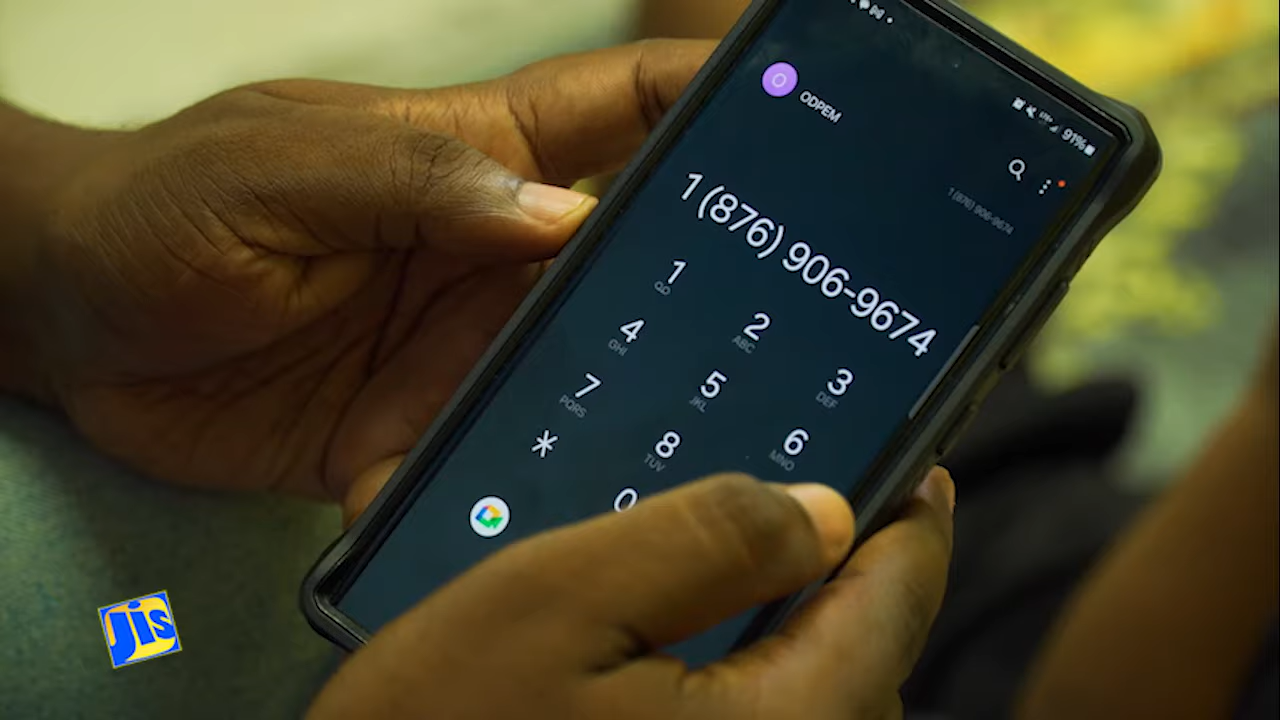 91%
O
ODPEM
1 (876) 906-9674
1 (876) 906-9674
1
2
ABC
3
DEF
4
GHI
5
JKL
6
MNO
7
PQRS
8
TUV
*
0
Jis